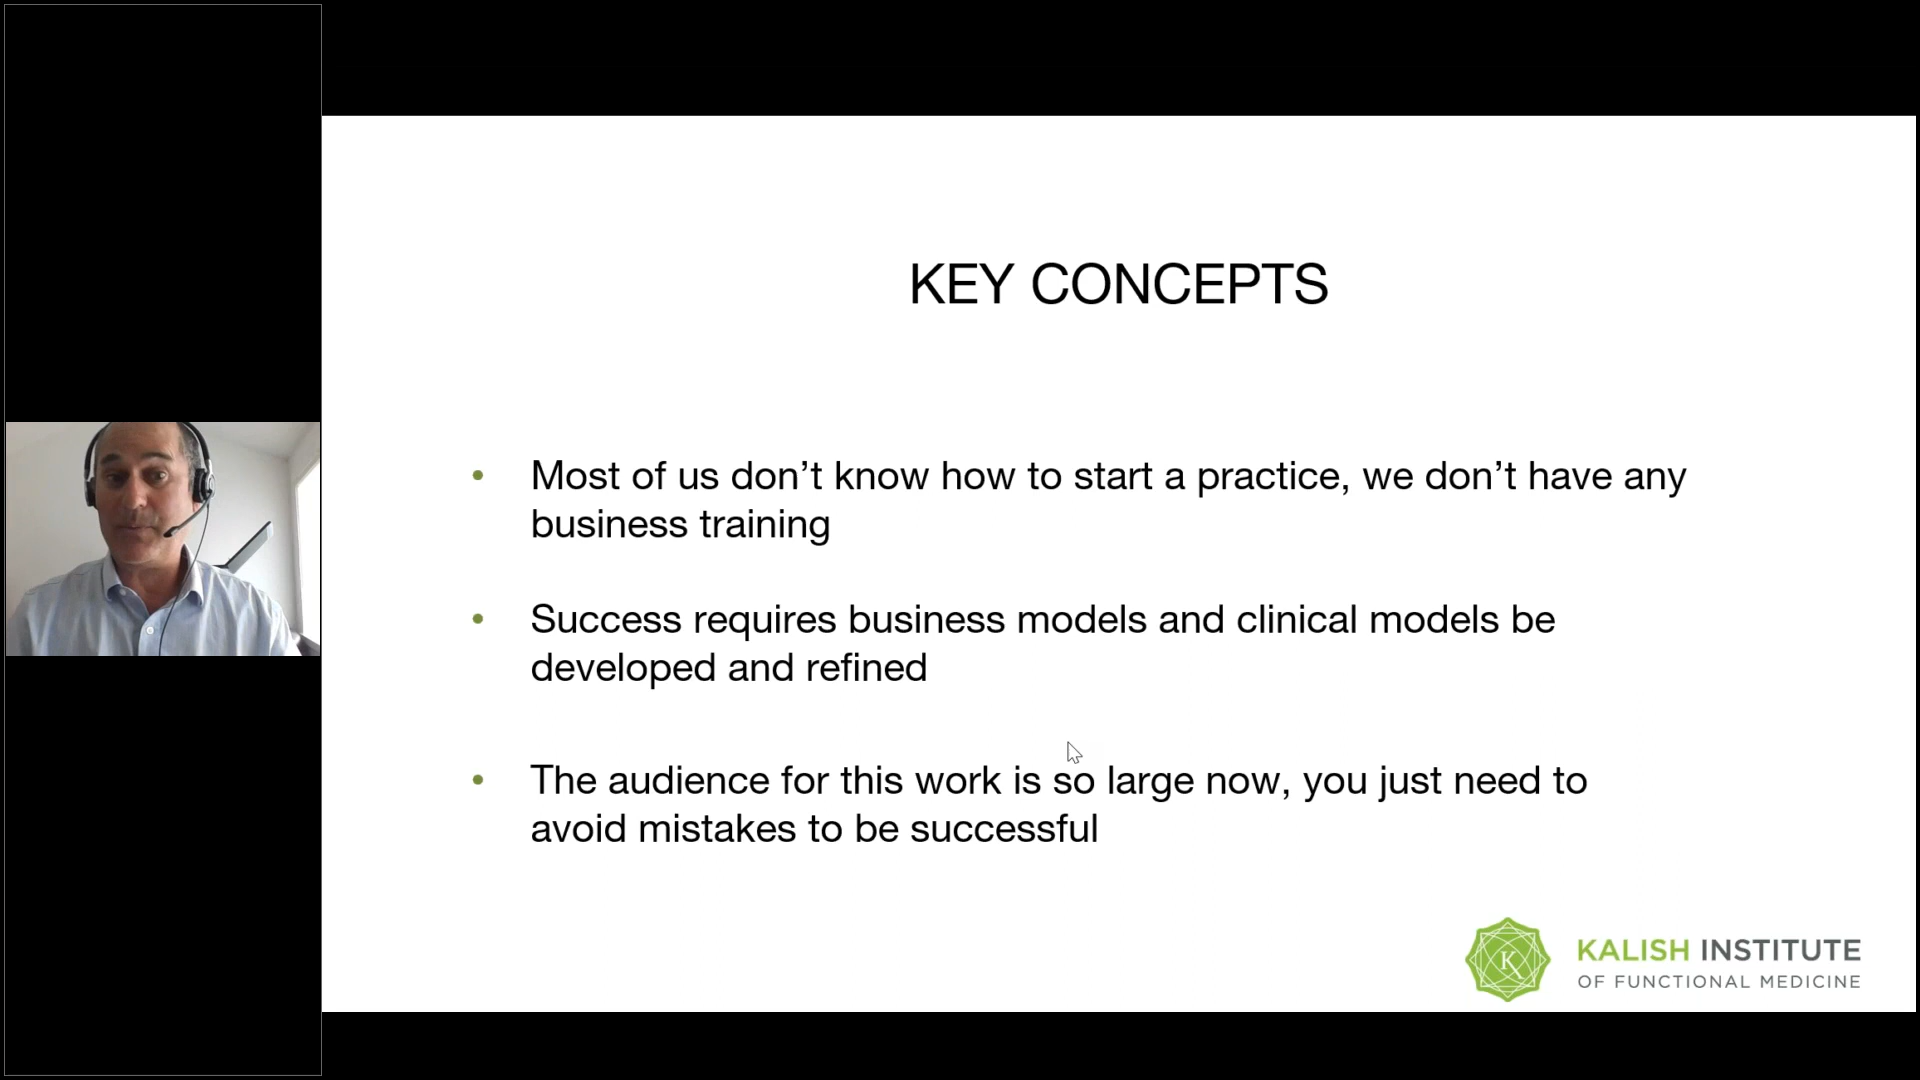 KEY CONCEPTS
• Most of us don’t know how to start a practice, we don’t have any
business training
• Success requires business models and clinical models be
developed and refined
• The audience for this work is so large now, you just need to
avoid mistakes to be successful
K
KALISH INSTITUTE
OF FUNCTIONAL MEDICINE